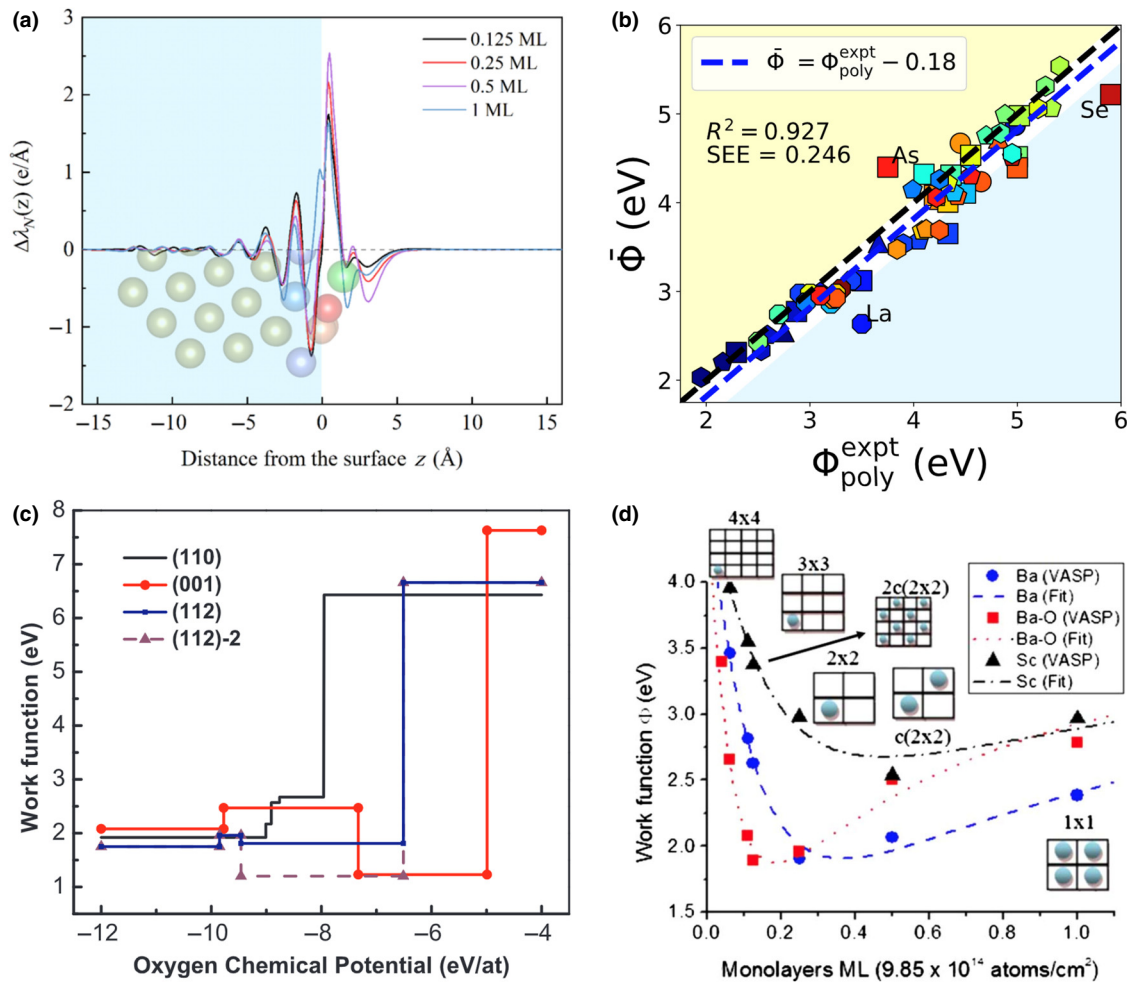 (a)
3
2
1
0
−1
−2
Δλ_N(z) (e/Å)
0.125 ML
0.25 ML
0.5 ML
1 ML
−15
−10
−5
0
5
10
15
Distance from the surface z (Å)
(b)
6
5
4
3
2
Φ̄ (eV)
Φ̄ = Φ^expt_poly − 0.18
R² = 0.927
SEE = 0.246
As
Se
La
2
3
4
5
6
Φ^expt_poly (eV)
(c)
8
7
6
5
4
3
2
1
Work function (eV)
(110)
(001)
(112)
(112)-2
−12
−10
−8
−6
−4
Oxygen Chemical Potential (eV/at)
(d)
4.0
3.5
3.0
2.5
2.0
1.5
Work function Φ (eV)
4x4
3x3
2c(2x2)
2x2
c(2x2)
1x1
Ba (VASP)
Ba (Fit)
Ba-O (VASP)
Ba-O (Fit)
Sc (VASP)
Sc (Fit)
0.0
0.2
0.4
0.6
0.8
1.0
Monolayers ML (9.85 x 10¹⁴ atoms/cm²)